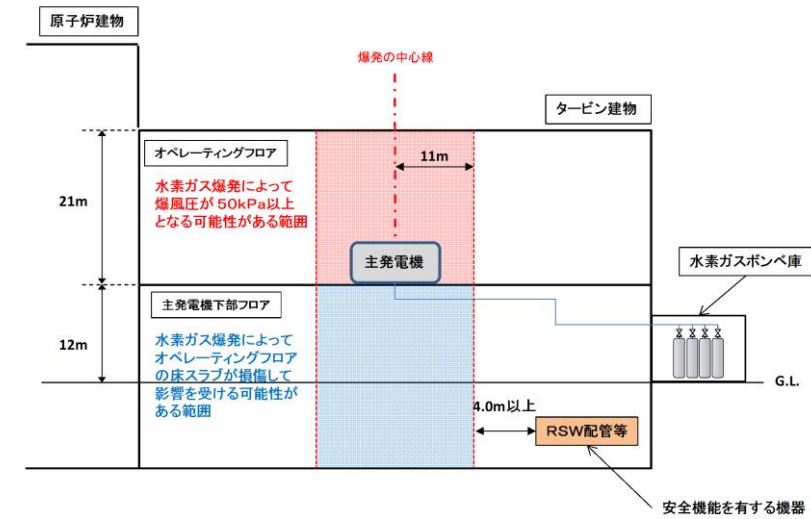 原子炉建物
爆発の中心線
タービン建物
オペレーティングフロア
11m
水素ガス爆発によって
爆風圧が50kPa以上
となる可能性がある範囲
21m
主発電機
水素ガスボンベ庫
主発電機下部フロア
水素ガス爆発によって
オペレーティングフロア
の床スラブが損傷して
影響を受ける可能性が
ある範囲
12m
G.L.
4.0m以上
RSW配管等
安全機能を有する機器